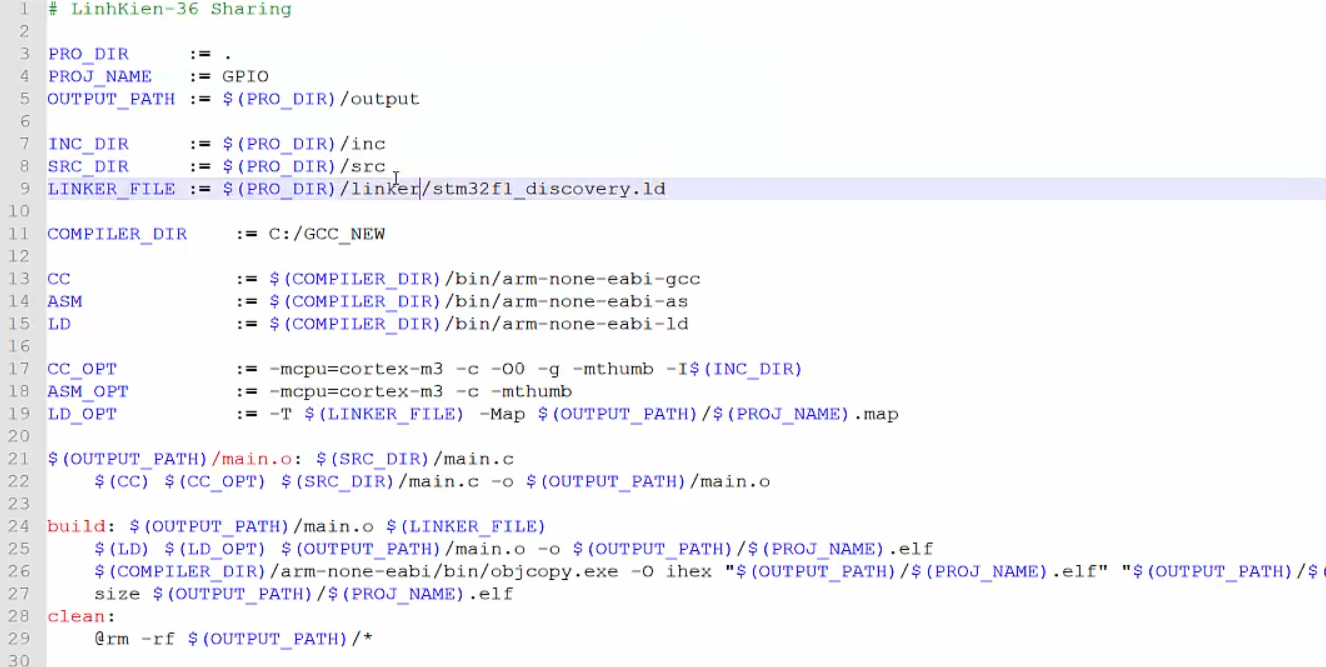 1 # LinhKien-36 Sharing
2
3 PRO_DIR := .
4 PROJ_NAME := GPIO
5 OUTPUT_PATH := $(PRO_DIR)/output
6
7 INC_DIR := $(PRO_DIR)/inc
8 SRC_DIR := $(PRO_DIR)/src
9 LINKER_FILE := $(PRO_DIR)/linker/stm32f1_discovery.ld
10
11 COMPILER_DIR := C:/GCC_NEW
12
13 CC := $(COMPILER_DIR)/bin/arm-none-eabi-gcc
14 ASM := $(COMPILER_DIR)/bin/arm-none-eabi-as
15 LD := $(COMPILER_DIR)/bin/arm-none-eabi-ld
16
17 CC_OPT := -mcpu=cortex-m3 -c -O0 -g -mthumb -I$(INC_DIR)
18 ASM_OPT := -mcpu=cortex-m3 -c -mthumb
19 LD_OPT := -T $(LINKER_FILE) -Map $(OUTPUT_PATH)/$(PROJ_NAME).map
20
21 $(OUTPUT_PATH)/main.o: $(SRC_DIR)/main.c
22 $(CC) $(CC_OPT) $(SRC_DIR)/main.c -o $(OUTPUT_PATH)/main.o
23
24 build: $(OUTPUT_PATH)/main.o $(LINKER_FILE)
25 $(LD) $(LD_OPT) $(OUTPUT_PATH)/main.o -o $(OUTPUT_PATH)/$(PROJ_NAME).elf
26 $(COMPILER_DIR)/arm-none-eabi/bin/objcopy.exe -O ihex "$(OUTPUT_PATH)/$(PROJ_NAME).elf" "$(OUTPUT_PATH)/$(
27 size $(OUTPUT_PATH)/$(PROJ_NAME).elf
28 clean:
29 @rm -rf $(OUTPUT_PATH)/*
30